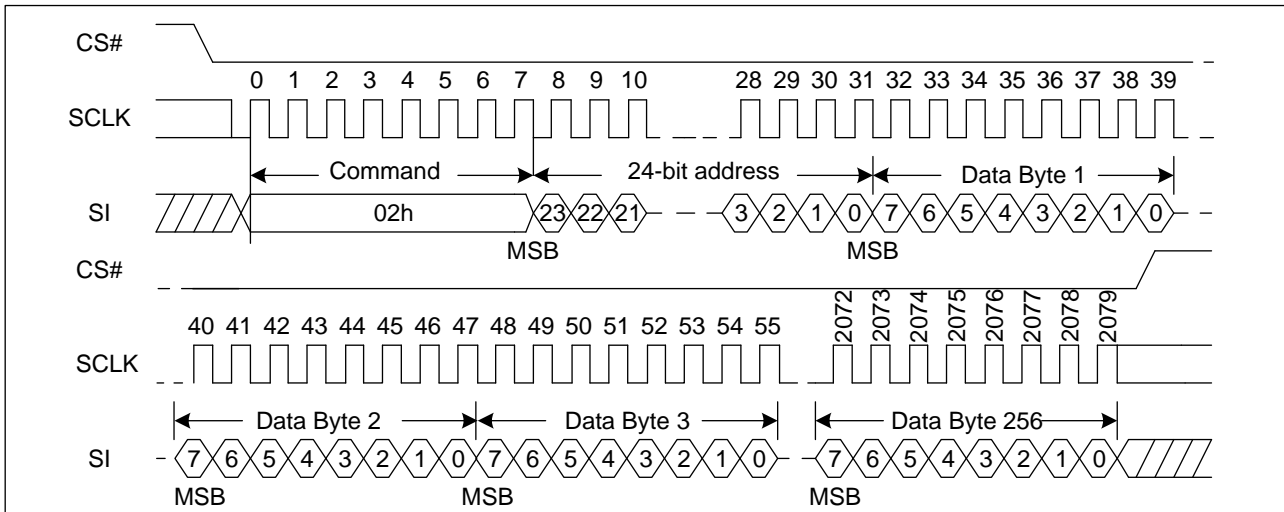 CS#
0 1 2 3 4 5 6 7 8 9 10 28 29 30 31 32 33 34 35 36 37 38 39
SCLK
Command 24-bit address Data Byte 1
SI 02h 23 22 21 3 2 1 0 7 6 5 4 3 2 1 0
MSB MSB
CS#
40 41 42 43 44 45 46 47 48 49 50 51 52 53 54 55 2072 2073 2074 2075 2076 2077 2078 2079
SCLK
Data Byte 2 Data Byte 3 Data Byte 256
SI 7 6 5 4 3 2 1 0 7 6 5 4 3 2 1 0 7 6 5 4 3 2 1 0
MSB MSB MSB